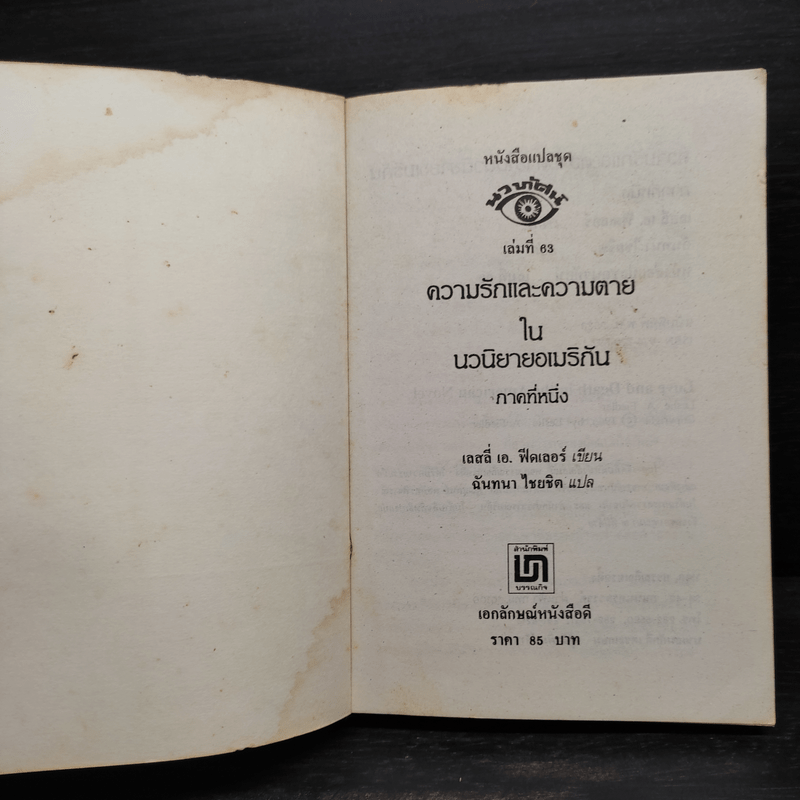 หนังสือแปลชุด
นวทัศน์
เล่มที่ 63
ความรักและความตาย
ใน
นวนิยายอเมริกัน
ภาคที่หนึ่ง
เลสลี่ เอ. ฟีดเลอร์ เขียน
ฉันทนา ไชยชิต แปล
สำนักพิมพ์
บรรณกิจ
เอกลักษณ์หนังสือดี
ราคา 85 บาท